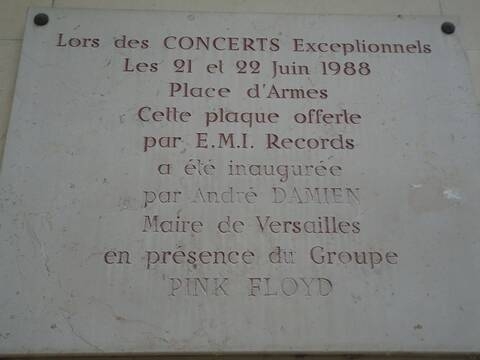 Lors des CONCERTS Exceptionnels
Les 21 et 22 Juin 1988
Place d'Armes
Cette plaque offerte
par E.M.I. Records
a été inaugurée
par André DAMIEN
Maire de Versailles
en présence du Groupe
PINK FLOYD